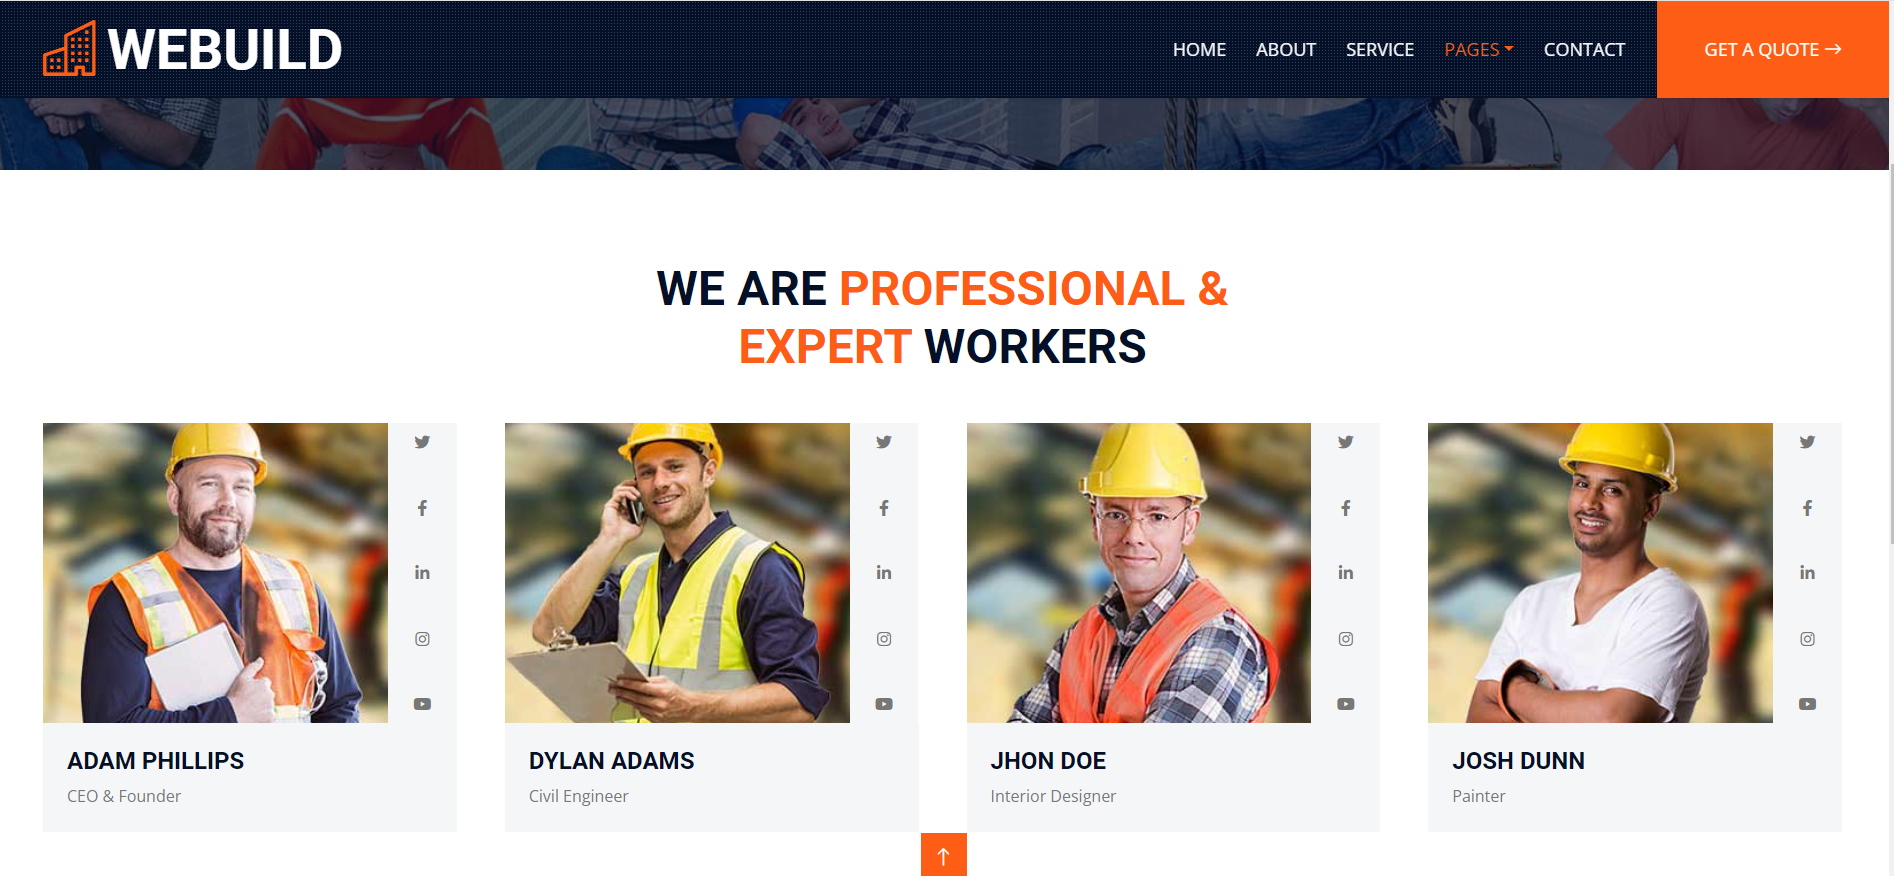 WEBUILD
HOME ABOUT SERVICE PAGES CONTACT GET A QUOTE →
WE ARE PROFESSIONAL &
EXPERT WORKERS
ADAM PHILLIPS
CEO & Founder
DYLAN ADAMS
Civil Engineer
JHON DOE
Interior Designer
JOSH DUNN
Painter